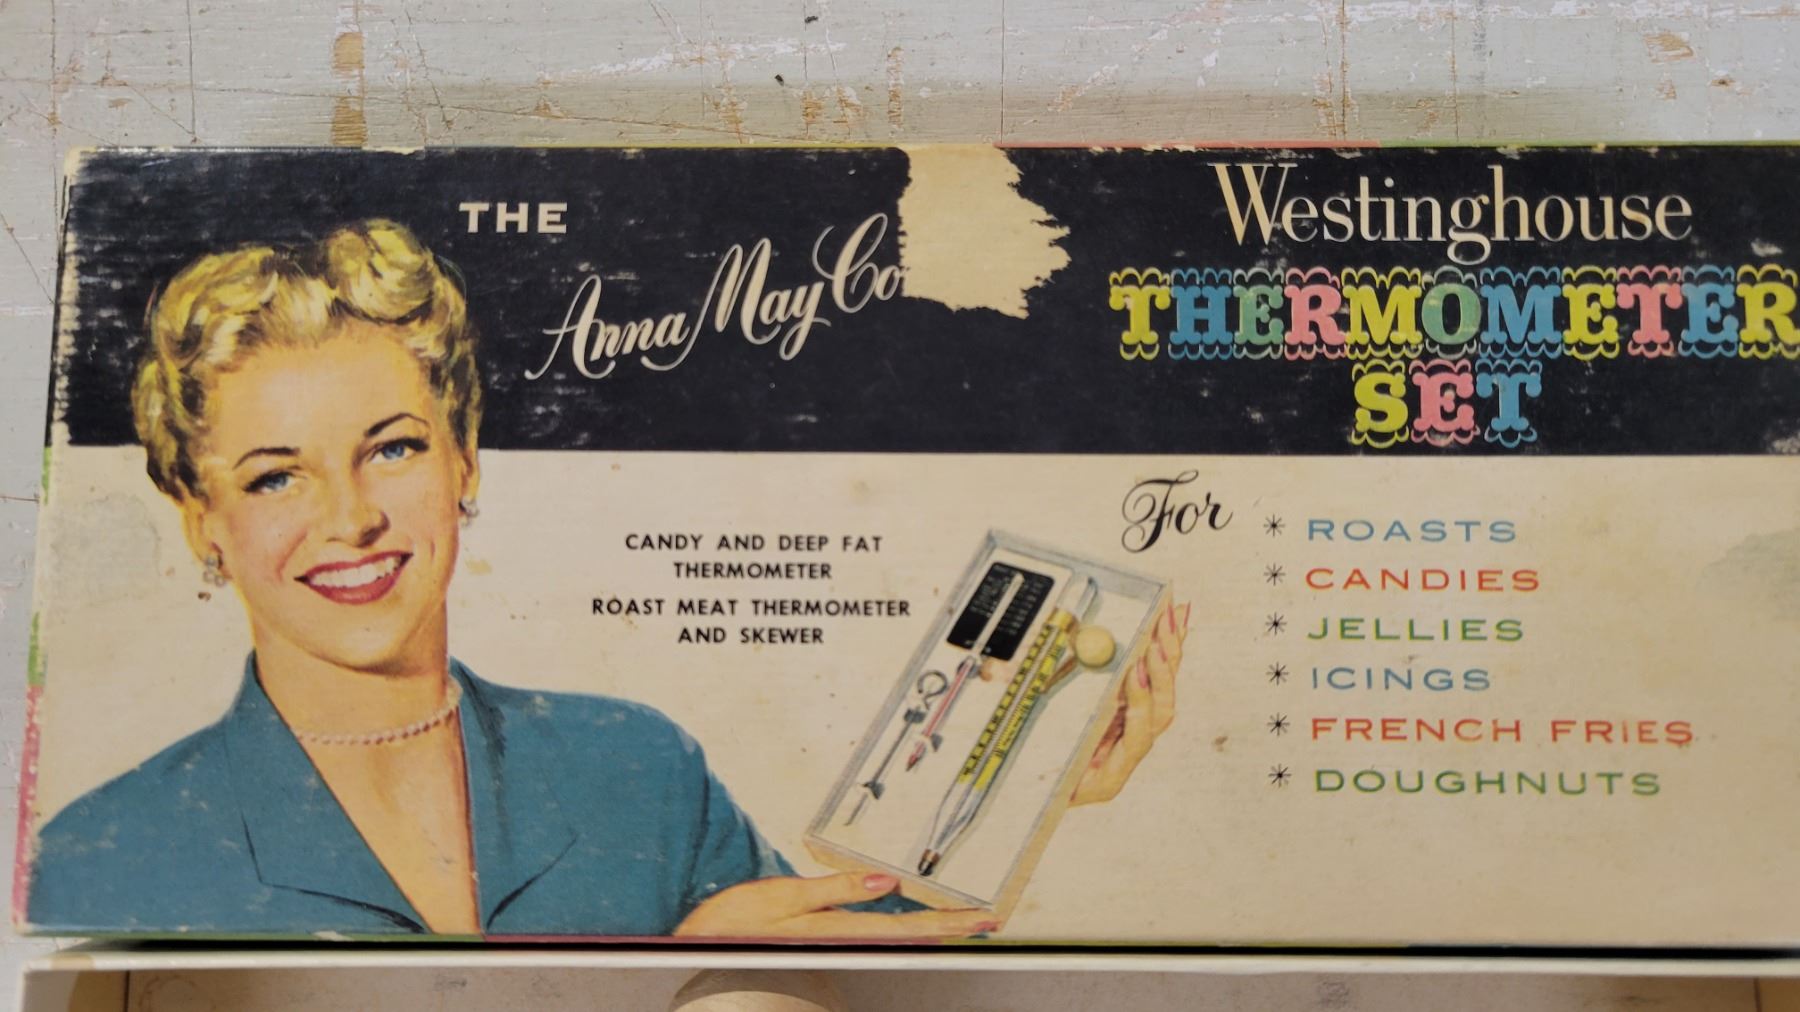 THE
Anna May Co
Westinghouse
THERMOMETER
SET
CANDY AND DEEP FAT
THERMOMETER
ROAST MEAT THERMOMETER
AND SKEWER
For
* ROASTS
* CANDIES
* JELLIES
* ICINGS
* FRENCH FRIES
* DOUGHNUTS